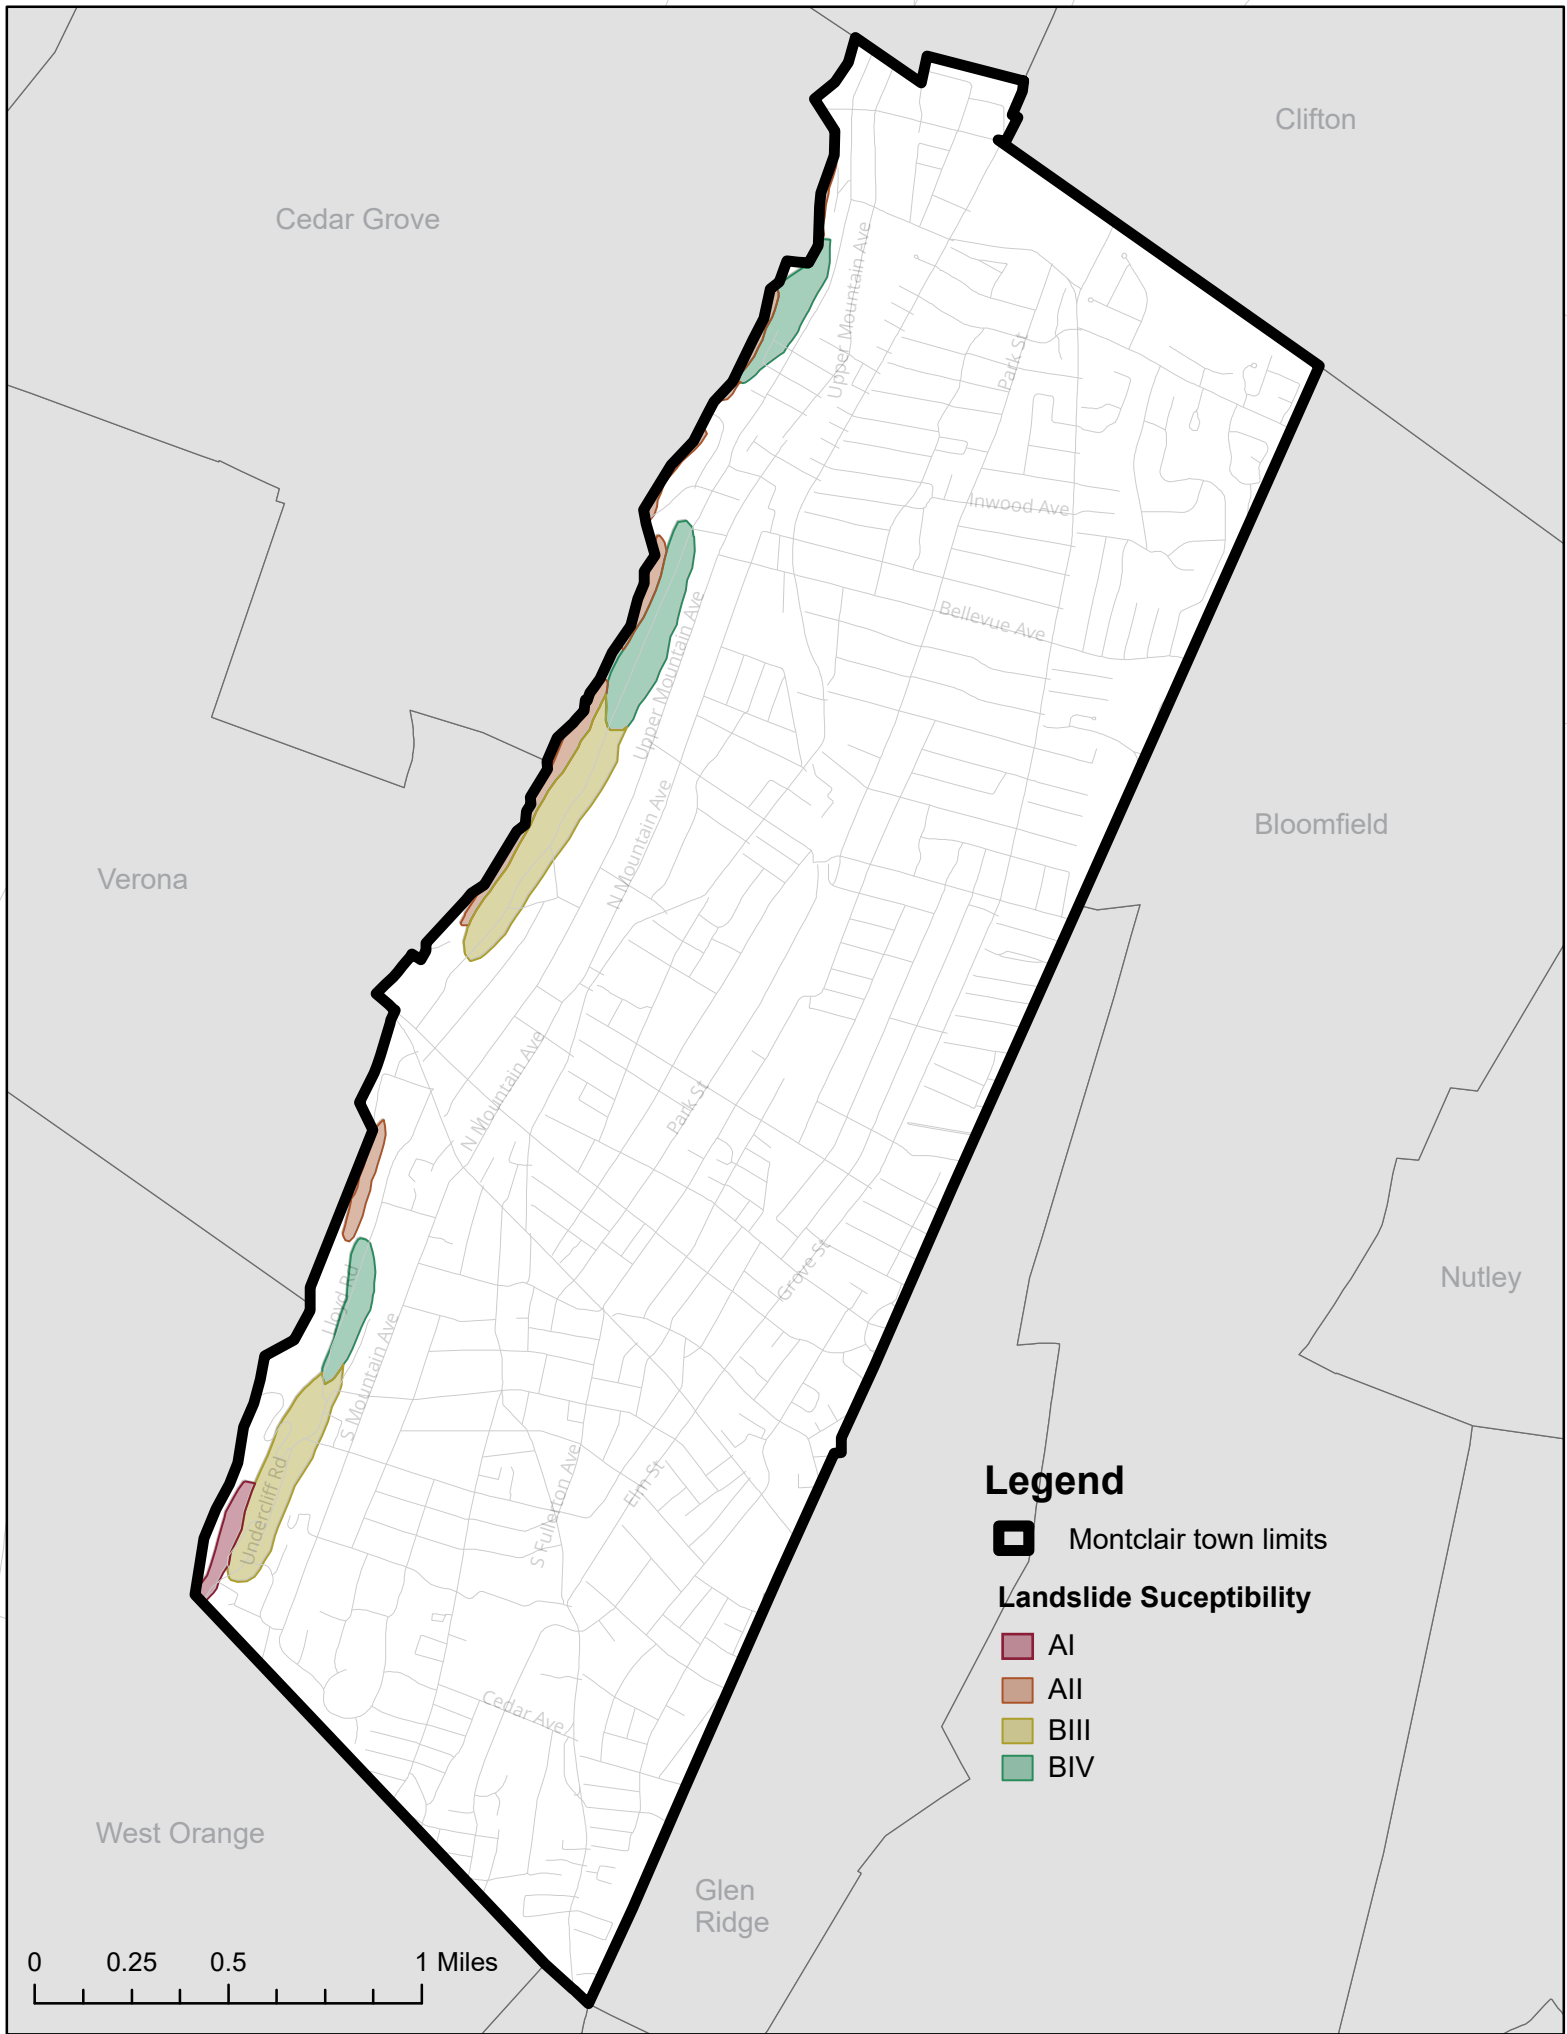 Clifton
Cedar Grove
Upper Mountain Ave
Park St
Inwood Ave
Bellevue Ave
Upper Mountain Ave
N Mountain Ave
Bloomfield
Verona
N Mountain Ave
Park St
Grove St
Nutley
Lloyd Rd
S Mountain Ave
Undercliff Rd
S Fullerton Ave
Elm St
Cedar Ave
West Orange
Glen
Ridge
Legend
Montclair town limits
Landslide Suceptibility
AI
AII
BIII
BIV
0 0.25 0.5 1 Miles